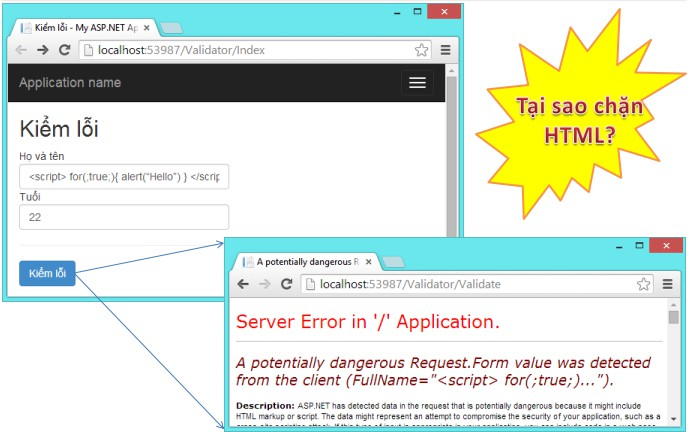 Kiểm lỗi - My ASP.NET Ap
localhost:53987/Validator/Index
Application name
Kiểm lỗi
Họ và tên
<script> for(;true;){ alert("Hello") } </scrip
Tuổi
22
Kiểm lỗi
Tại sao chặn
HTML?
A potentially dangerous R
localhost:53987/Validator/Validate
Server Error in '/' Application.
A potentially dangerous Request.Form value was detected
from the client (FullName="<script> for(;true;)...").
Description: ASP.NET has detected data in the request that is potentially dangerous because it might include
HTML markup or script. The data might represent an attempt to compromise the security of your application, such as a